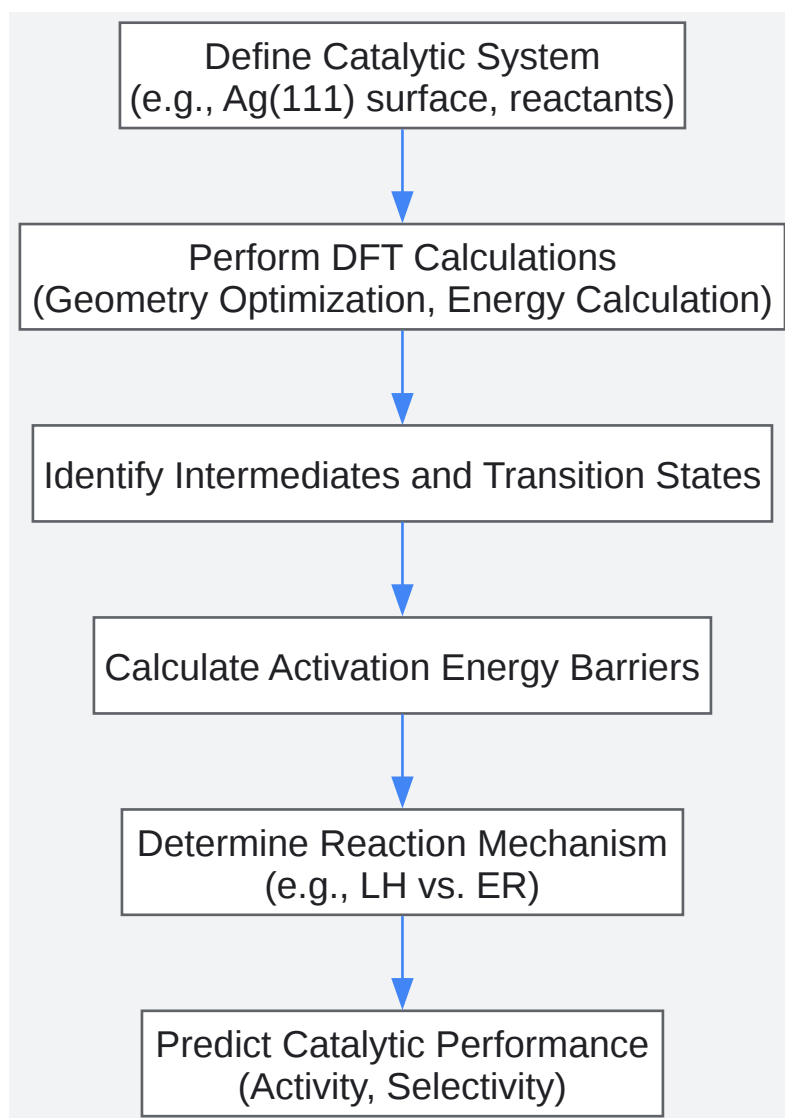 Define Catalytic System
(e.g., Ag(111) surface, reactants)
Perform DFT Calculations
(Geometry Optimization, Energy Calculation)
Identify Intermediates and Transition States
Calculate Activation Energy Barriers
Determine Reaction Mechanism
(e.g., LH vs. ER)
Predict Catalytic Performance
(Activity, Selectivity)